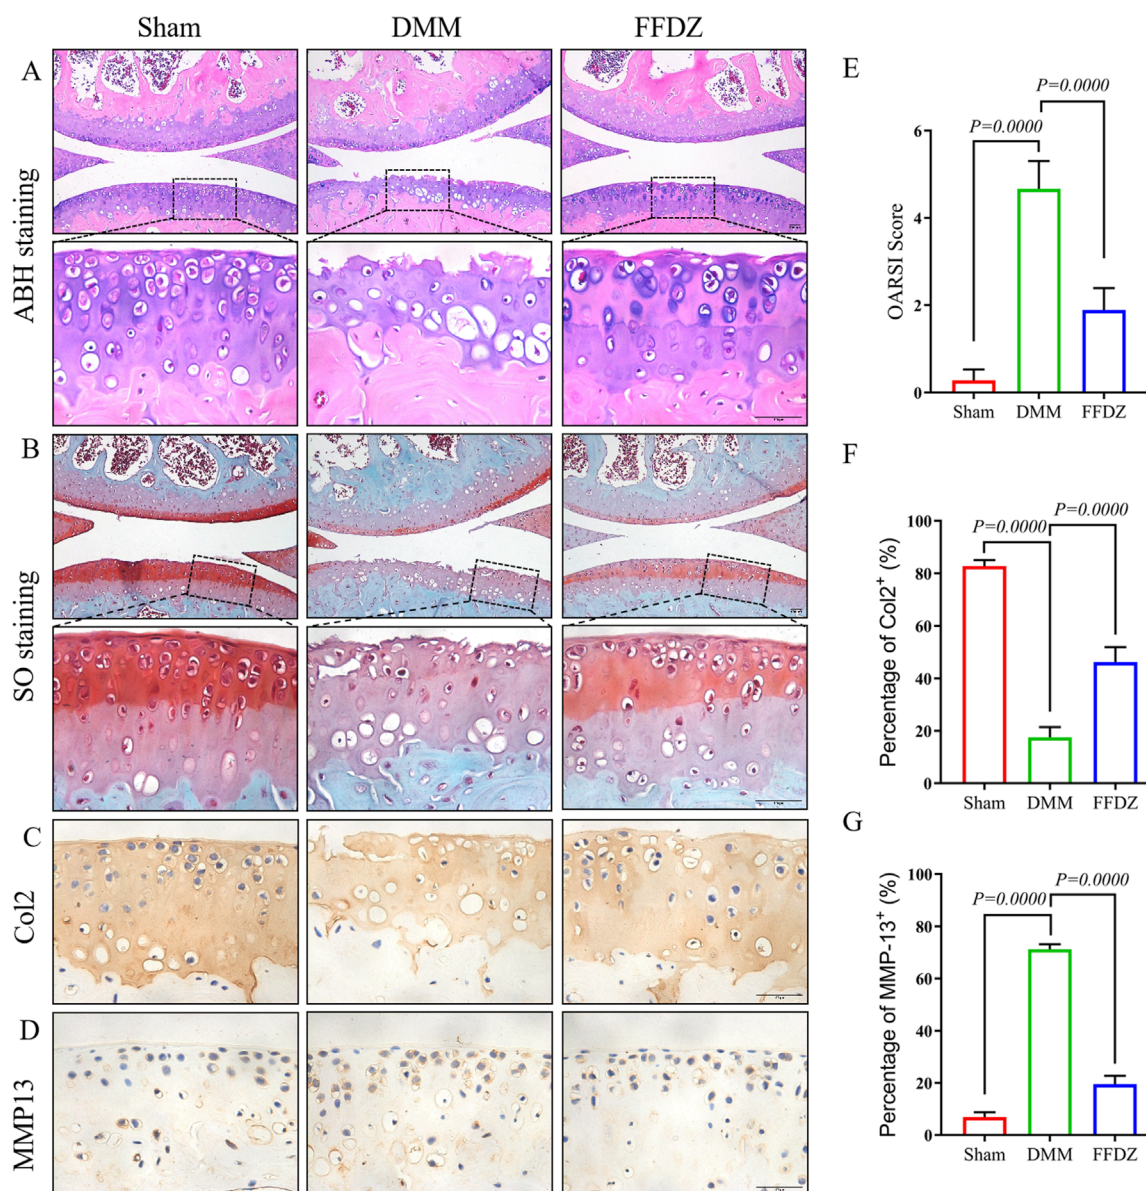 Sham DMM FFDZ
A
ABH staining
B
SO staining
C
Col2
D
MMP13
E
P=0.0000
P=0.0000
OARSI Score
6
4
2
0
Sham DMM FFDZ
F
P=0.0000
P=0.0000
Percentage of Col2⁺ (%)
100
80
60
40
20
0
Sham DMM FFDZ
G
P=0.0000
P=0.0000
Percentage of MMP-13⁺ (%)
100
80
60
40
20
0
Sham DMM FFDZ